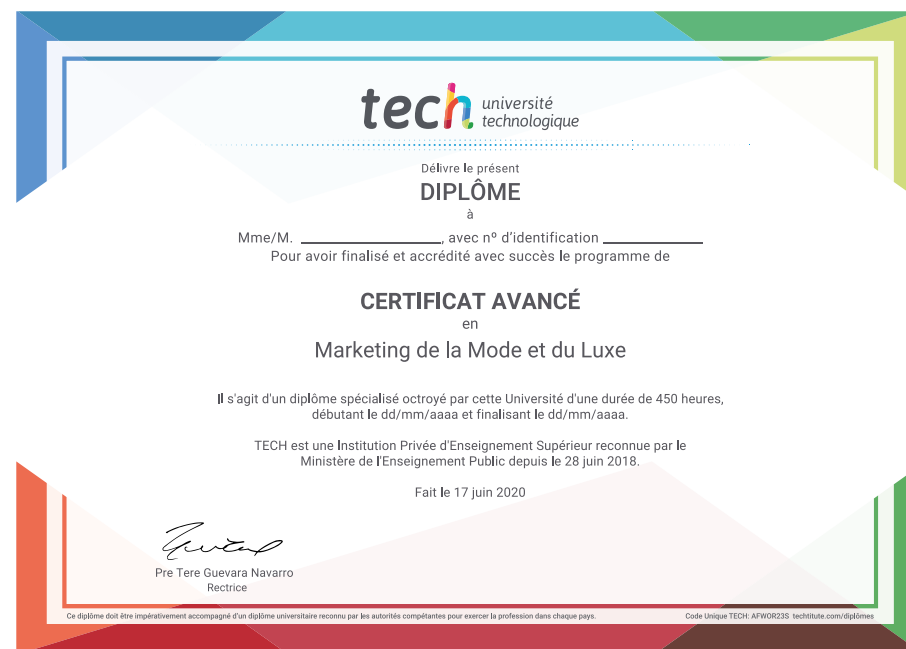 tech université
technologique
Délivre le présent
DIPLÔME
à
Mme/M. ____________________, avec nº d'identification ______________
Pour avoir finalisé et accrédité avec succès le programme de
CERTIFICAT AVANCÉ
en
Marketing de la Mode et du Luxe
Il s'agit d'un diplôme spécialisé octroyé par cette Université d'une durée de 450 heures,
débutant le dd/mm/aaaa et finalisant le dd/mm/aaaa.
TECH est une Institution Privée d'Enseignement Supérieur reconnue par le
Ministère de l'Enseignement Public depuis le 28 juin 2018.
Fait le 17 juin 2020
Pre Tere Guevara Navarro
Rectrice
Ce diplôme doit être impérativement accompagné d'un diplôme universitaire reconnu par les autorités compétantes pour exercer la profession dans chaque pays.
Code Unique TECH: AFWOR23S techtitute.com/diplômes